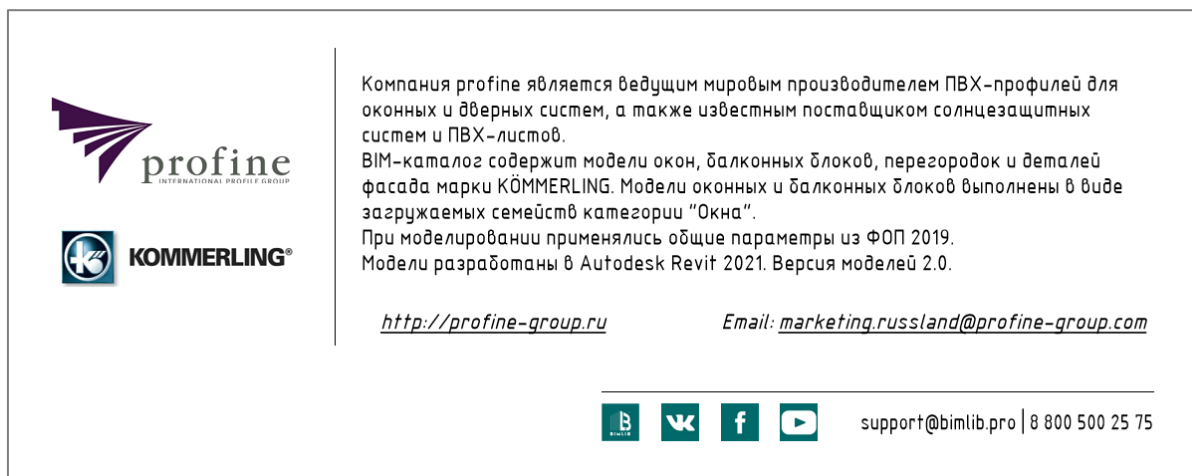 profine
INTERNATIONAL PROFILE GROUP
KOMMERLING®
Компания profine является ведущим мировым производителем ПВХ-профилей для
оконных и дверных систем, а также известным поставщиком солнцезащитных
систем и ПВХ-листов.
BIM-каталог содержит модели окон, балконных блоков, перегородок и деталей
фасада марки KÖMMERLING. Модели оконных и балконных блоков выполнены в виде
загружаемых семейств категории "Окна".
При моделировании применялись общие параметры из ФОП 2019.
Модели разработаны в Autodesk Revit 2021. Версия моделей 2.0.
http://profine-group.ru Email: marketing.russland@profine-group.com
BIMLIB support@bimlib.pro | 8 800 500 25 75